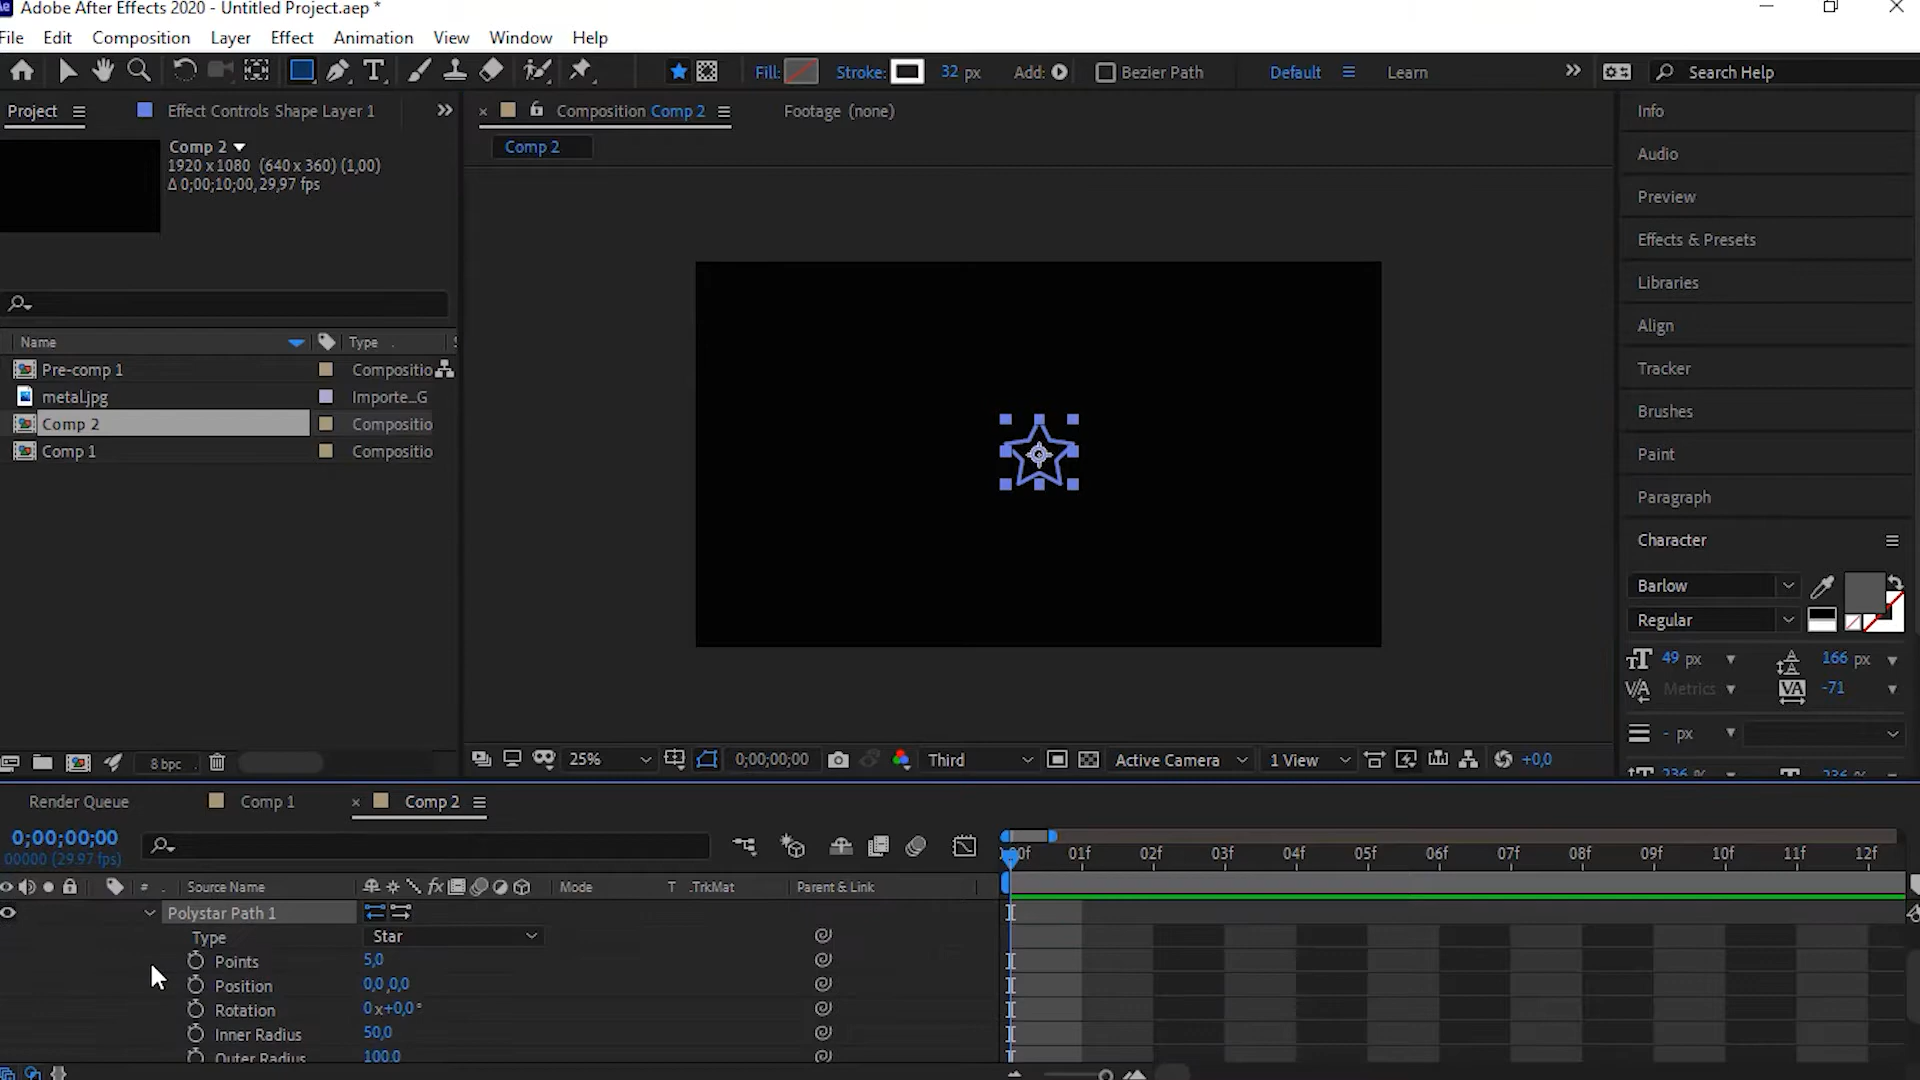 Adobe After Effects 2020 - Untitled Project.aep *
File Edit Composition Layer Effect Animation View Window Help
Fill: Stroke: 32 px Add: Bezier Path Default Learn Search Help
Project Effect Controls Shape Layer 1
Composition Comp 2 Footage (none)
Comp 2
Comp 2
1920 x 1080 (640 x 360) (1,00)
Δ 0;00;10;00, 29,97 fps
Name Type
Pre-comp 1 Compositio
metal.jpg Importe_G
Comp 2 Compositio
Comp 1 Compositio
Info
Audio
Preview
Effects & Presets
Libraries
Align
Tracker
Brushes
Paint
Paragraph
Character
Barlow
Regular
49 px 166 px
Metrics -71
- px
236 % 236 %
8 bpc
25% 0;00;00;00 Third Active Camera 1 View +0,0
Render Queue Comp 1 Comp 2
0;00;00;00
00000 (29.97 fps)
00f 01f 02f 03f 04f 05f 06f 07f 08f 09f 10f 11f 12f
# Source Name Mode T .TrkMat Parent & Link
Polystar Path 1
Type Star
Points 5,0
Position 0,0,0,0
Rotation 0x+0,0°
Inner Radius 50,0
Outer Radius 100,0